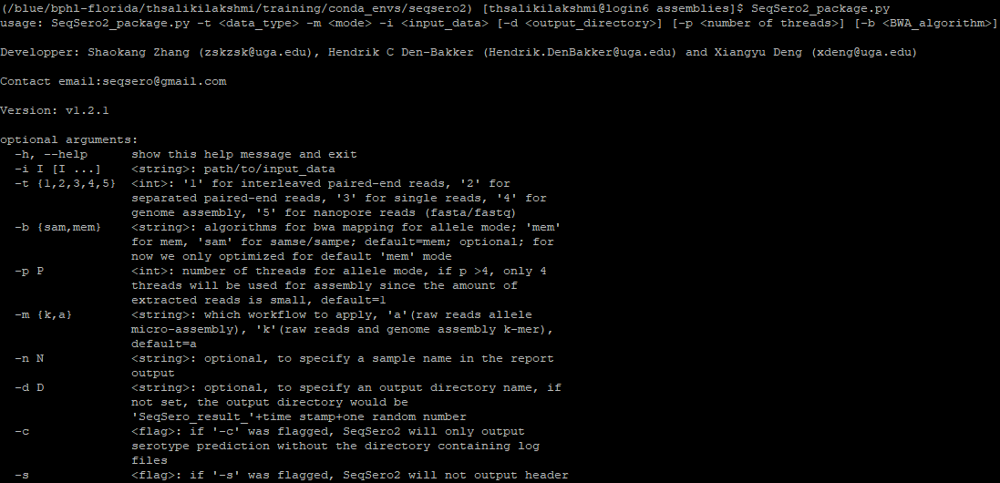 (/blue/bphl-florida/thsalikilakshmi/training/conda_envs/seqsero2) [thsalikilakshmi@login6 assemblies]$ SeqSero2_package.py
usage: SeqSero2_package.py -t <data_type> -m <mode> -i <input_data> [-d <output_directory>] [-p <number of threads>] [-b <BWA_algorithm>]
Developper: Shaokang Zhang (zskzsk@uga.edu), Hendrik C Den-Bakker (Hendrik.DenBakker@uga.edu) and Xiangyu Deng (xdeng@uga.edu)
Contact email:seqsero@gmail.com
Version: v1.2.1
optional arguments:
-h, --help show this help message and exit
-i I [I ...] <string>: path/to/input_data
-t {1,2,3,4,5} <int>: '1' for interleaved paired-end reads, '2' for
separated paired-end reads, '3' for single reads, '4' for
genome assembly, '5' for nanopore reads (fasta/fastq)
-b {sam,mem} <string>: algorithms for bwa mapping for allele mode; 'mem'
for mem, 'sam' for samse/sampe; default=mem; optional; for
now we only optimized for default 'mem' mode
-p P <int>: number of threads for allele mode, if p >4, only 4
threads will be used for assembly since the amount of
extracted reads is small, default=1
-m {k,a} <string>: which workflow to apply, 'a'(raw reads allele
micro-assembly), 'k'(raw reads and genome assembly k-mer),
default=a
-n N <string>: optional, to specify a sample name in the report
output
-d D <string>: optional, to specify an output directory name, if
not set, the output directory would be
'SeqSero_result_'+time stamp+one random number
-c <flag>: if '-c' was flagged, SeqSero2 will only output
serotype prediction without the directory containing log
files
-s <flag>: if '-s' was flagged, SeqSero2 will not output header